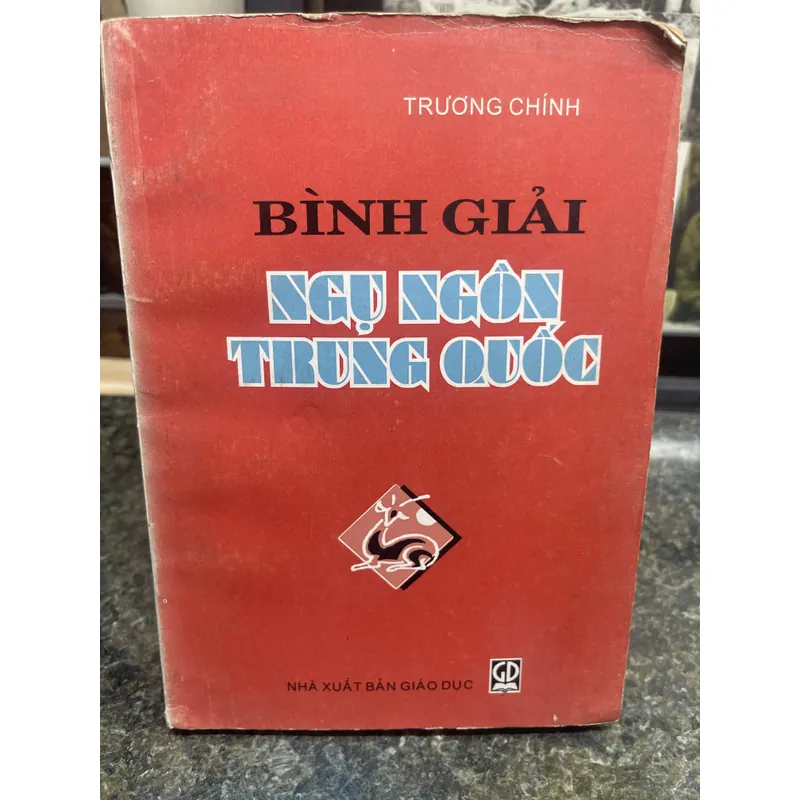 TRƯƠNG CHÍNH
BÌNH GIẢI
NGỤ NGÔN
TRUNG QUỐC
NHÀ XUẤT BẢN GIÁO DỤC
GD